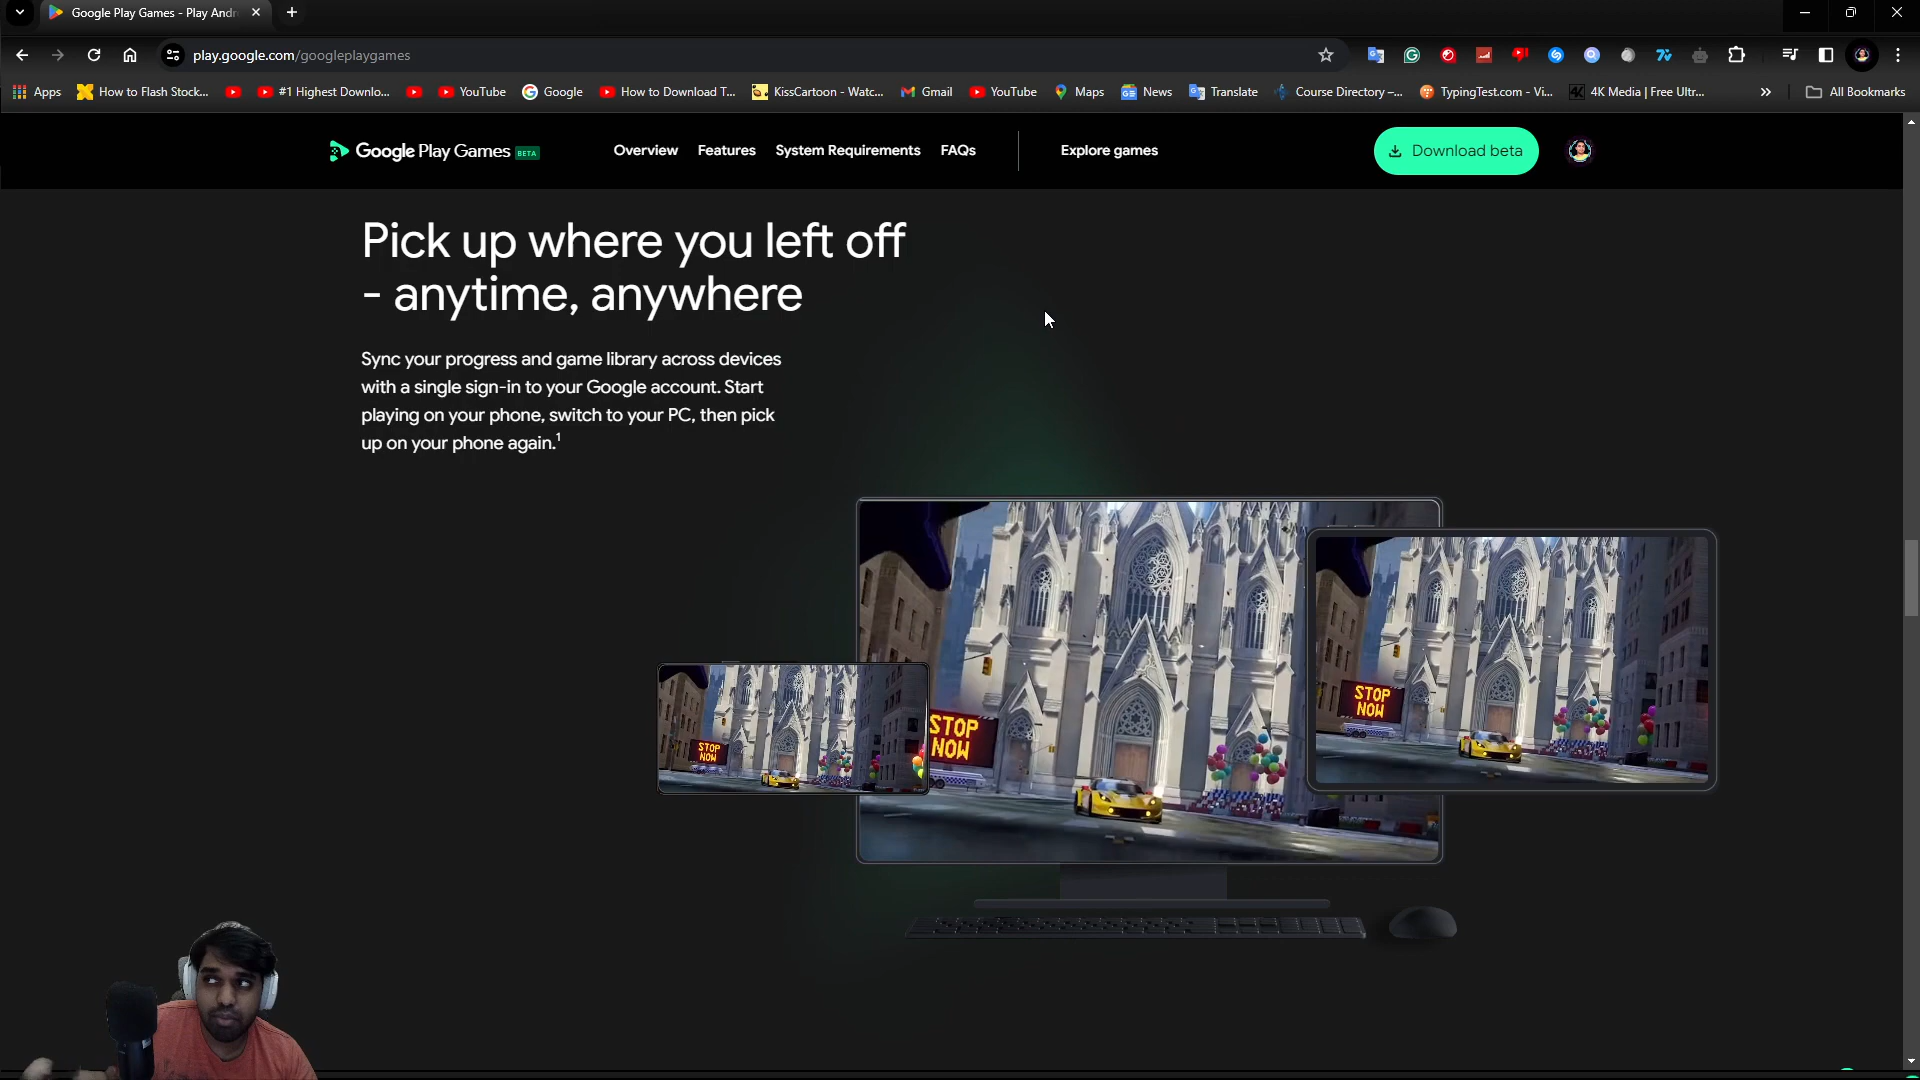 Google Play Games - Play Andr
play.google.com/googleplaygames
Apps
How to Flash Stock...
#1 Highest Downlo...
YouTube
Google
How to Download T...
KissCartoon - Watc...
Gmail
YouTube
Maps
News
Translate
Course Directory –...
TypingTest.com - Vi...
4K Media | Free Ultr...
»
All Bookmarks
Google Play Games BETA
Overview
Features
System Requirements
FAQs
Explore games
Download beta
Pick up where you left off
- anytime, anywhere
Sync your progress and game library across devices
with a single sign-in to your Google account. Start
playing on your phone, switch to your PC, then pick
up on your phone again.¹
STOP
NOW
STOP
NOW
STOP
NOW